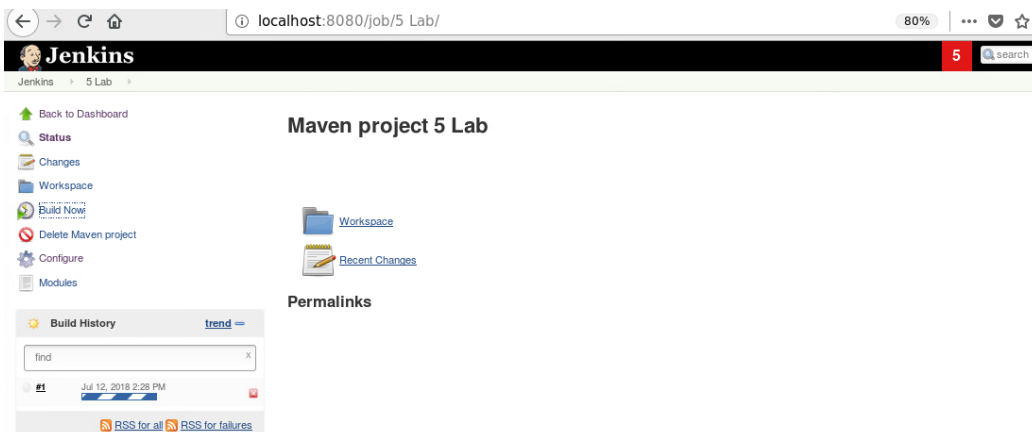 localhost:8080/job/5 Lab/
80%
Jenkins
5
search
Jenkins
5 Lab
Back to Dashboard
Status
Changes
Workspace
Build Now
Delete Maven project
Configure
Modules
Maven project 5 Lab
Workspace
Recent Changes
Permalinks
Build History
trend
find
x
#1
Jul 12, 2018 2:28 PM
RSS for all
RSS for failures